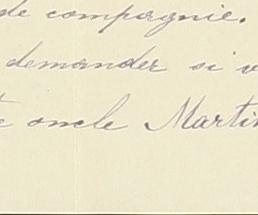 de compagnie.
demander si v
e oncle Martin